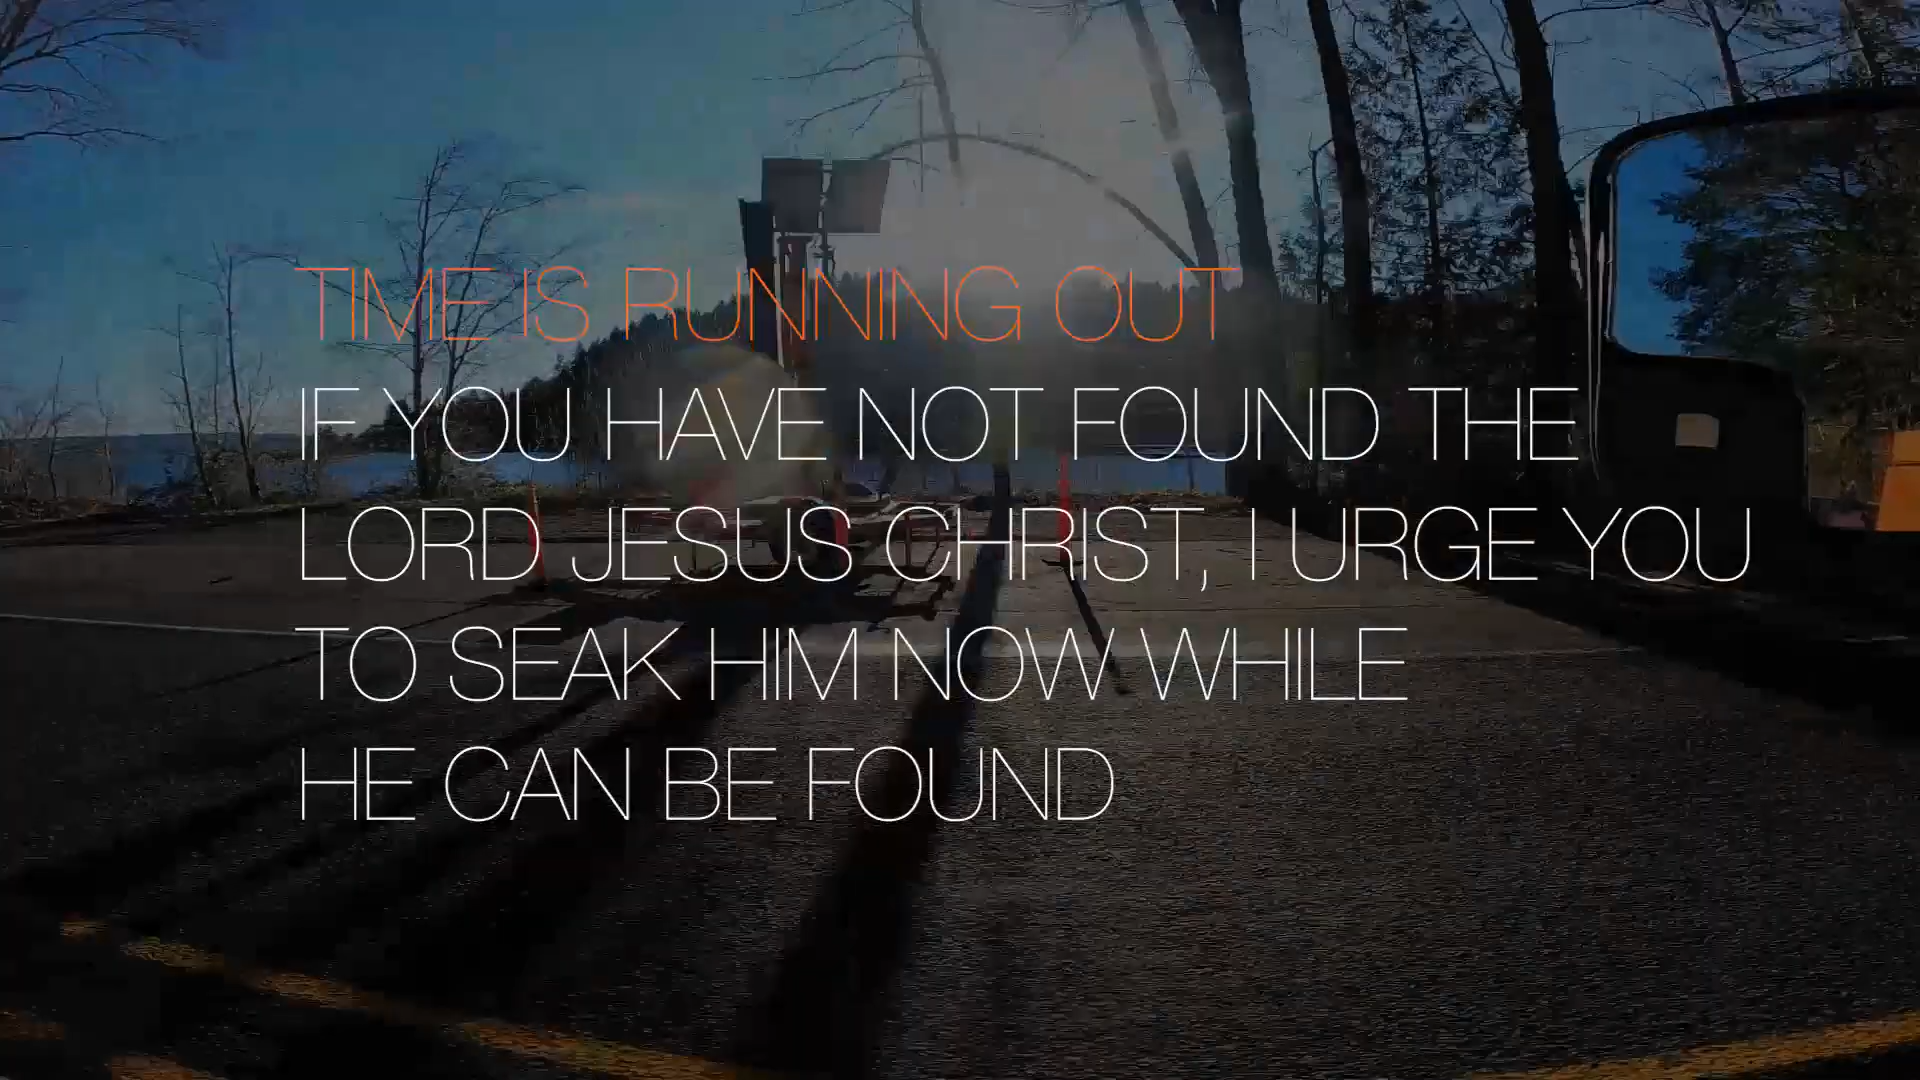 TIME IS RUNNING OUT
IF YOU HAVE NOT FOUND THE
LORD JESUS CHRIST, I URGE YOU
TO SEAK HIM NOW WHILE
HE CAN BE FOUND